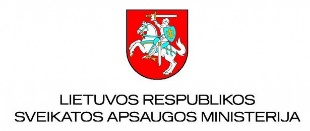 LIETUVOS RESPUBLIKOS
SVEIKATOS APSAUGOS MINISTERIJA